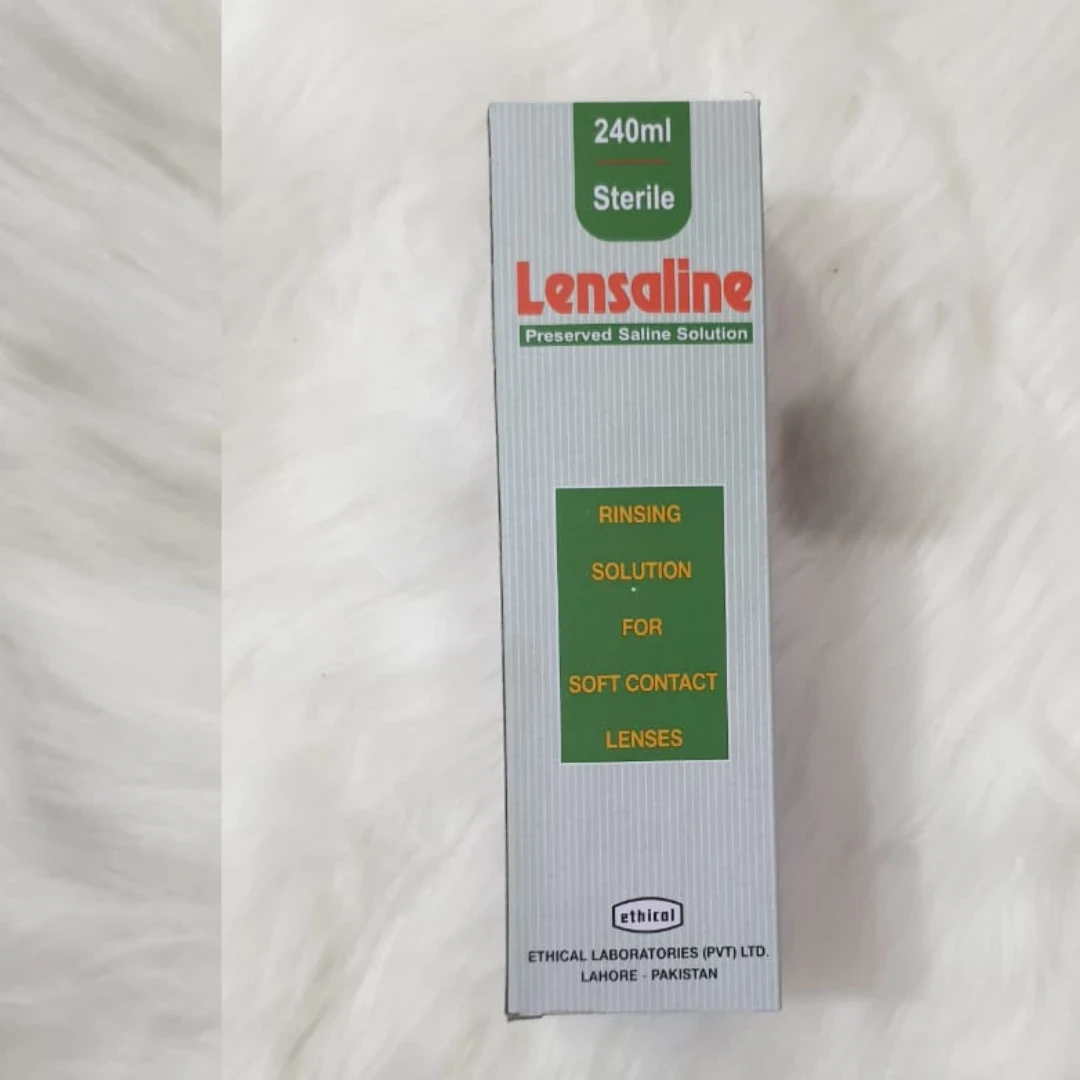 240ml
Sterile
Lensaline
Preserved Saline Solution
RINSING
SOLUTION
FOR
SOFT CONTACT
LENSES
ethical
ETHICAL LABORATORIES (PVT) LTD.
LAHORE - PAKISTAN